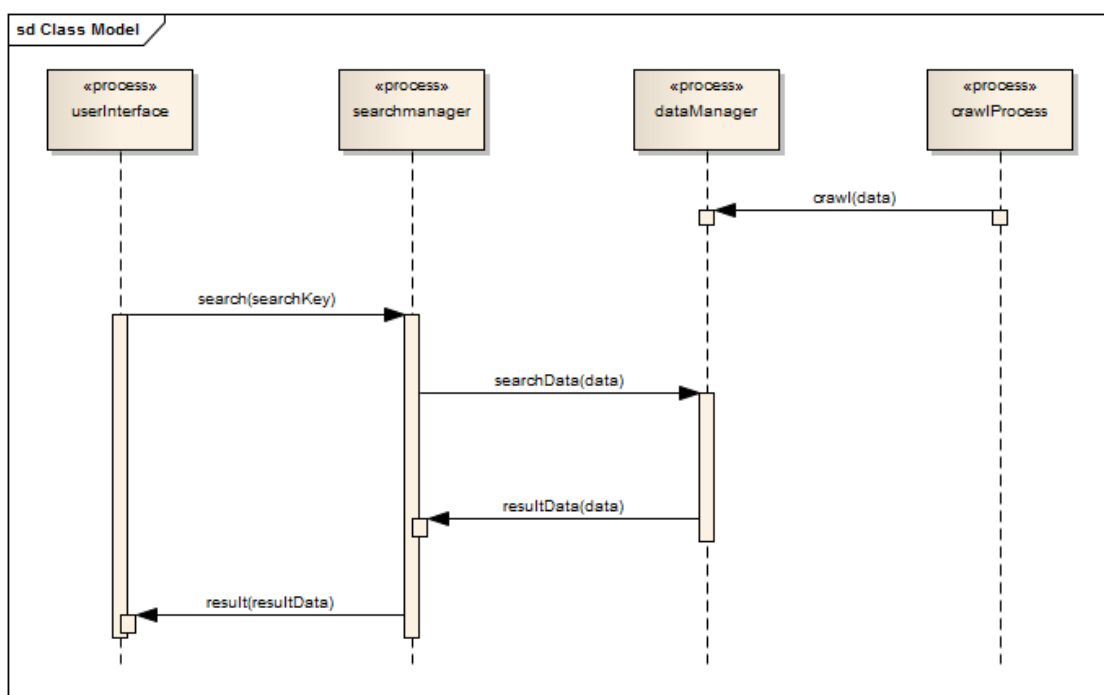 sd Class Model
«process»
userInterface
«process»
searchmanager
«process»
dataManager
«process»
crawlProcess
crawl(data)
search(searchKey)
searchData(data)
resultData(data)
result(resultData)